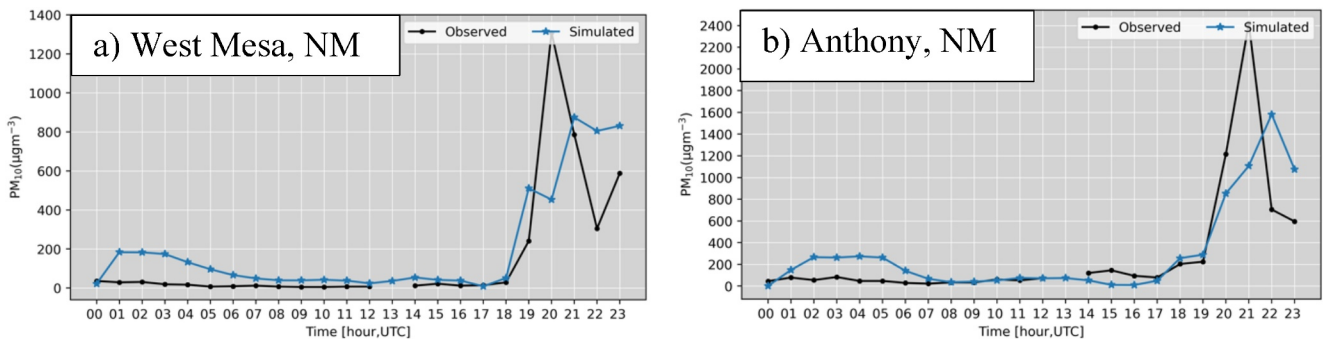 a) West Mesa, NM
Observed Simulated
1400
1200
1000
800
600
400
200
0
PM₁₀(µgm⁻³)
00 01 02 03 04 05 06 07 08 09 10 11 12 13 14 15 16 17 18 19 20 21 22 23
Time [hour,UTC]
b) Anthony, NM
Observed Simulated
2400
2200
2000
1800
1600
1400
1200
1000
800
600
400
200
0
PM₁₀(µgm⁻³)
00 01 02 03 04 05 06 07 08 09 10 11 12 13 14 15 16 17 18 19 20 21 22 23
Time [hour,UTC]